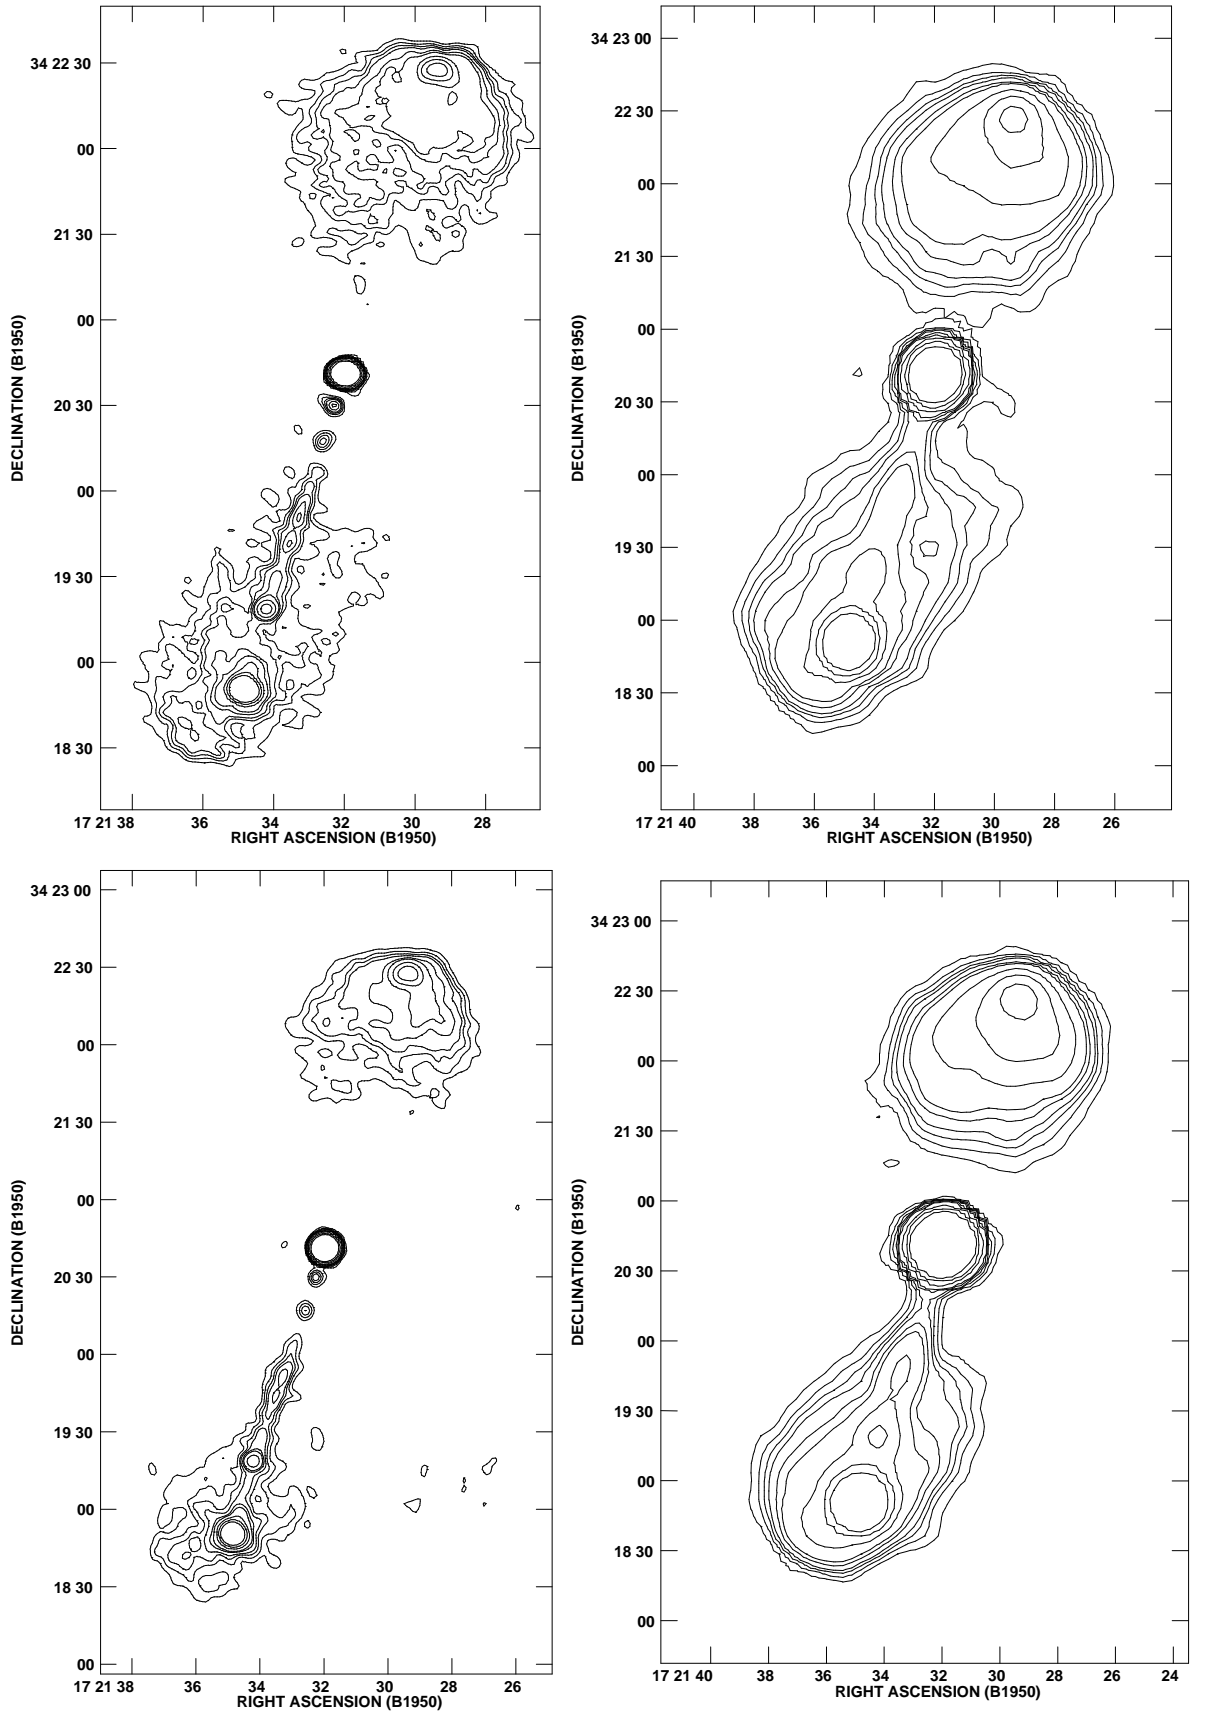 34 22 30
00
21 30
00
20 30
00
19 30
00
18 30
DECLINATION (B1950)
17 21 38 36 34 32 30 28
RIGHT ASCENSION (B1950)
34 23 00
22 30
00
21 30
00
20 30
00
19 30
00
18 30
00
DECLINATION (B1950)
17 21 40 38 36 34 32 30 28 26
RIGHT ASCENSION (B1950)
34 23 00
22 30
00
21 30
00
20 30
00
19 30
00
18 30
00
DECLINATION (B1950)
17 21 38 36 34 32 30 28 26
RIGHT ASCENSION (B1950)
34 23 00
22 30
00
21 30
00
20 30
00
19 30
00
18 30
00
DECLINATION (B1950)
17 21 40 38 36 34 32 30 28 26 24
RIGHT ASCENSION (B1950)